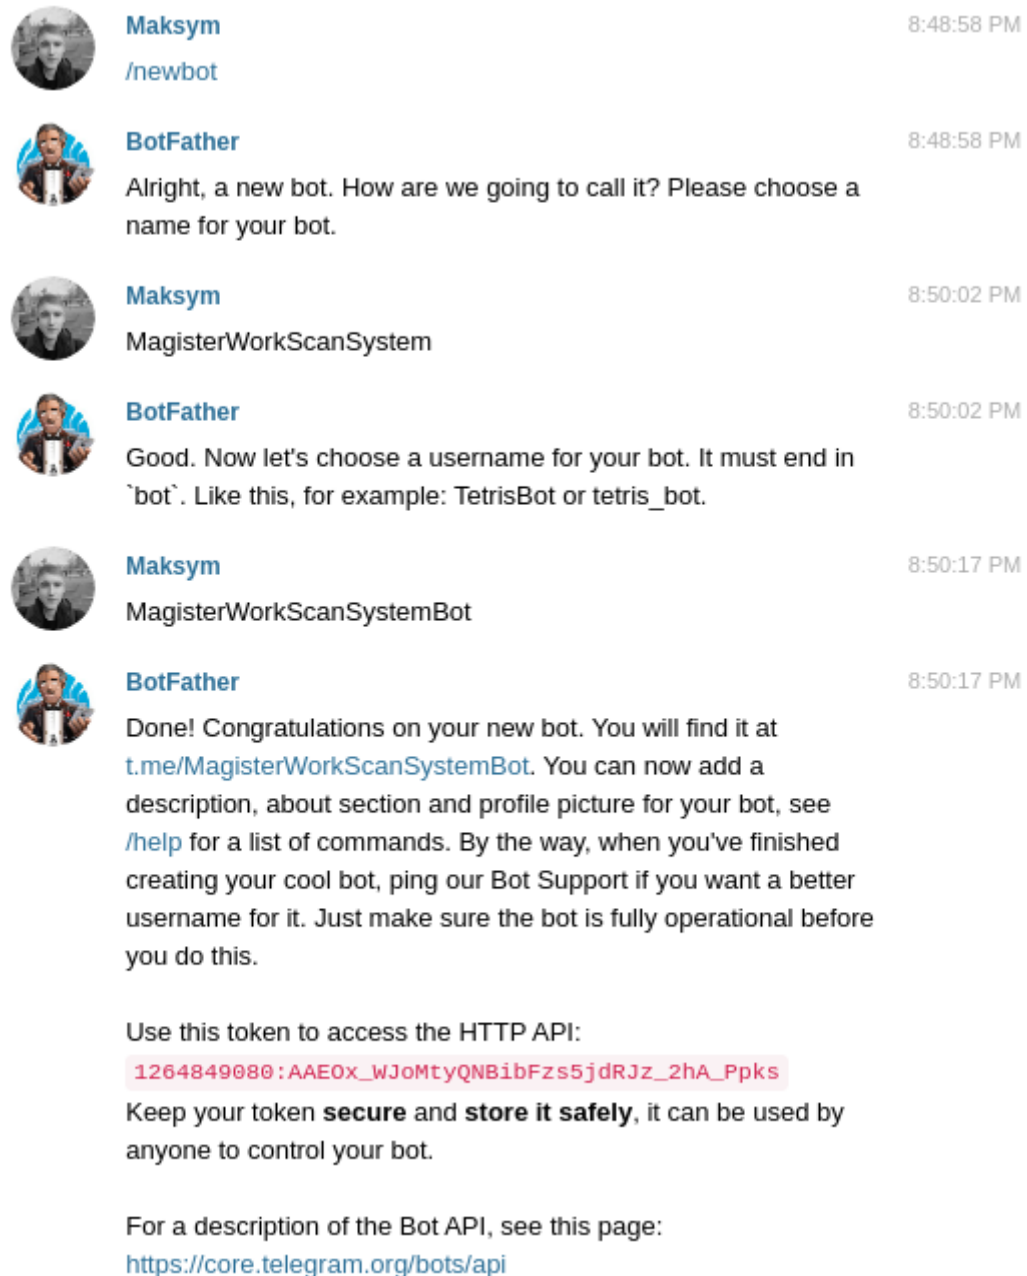 Maksym 8:48:58 PM
/newbot
BotFather 8:48:58 PM
Alright, a new bot. How are we going to call it? Please choose a
name for your bot.
Maksym 8:50:02 PM
MagisterWorkScanSystem
BotFather 8:50:02 PM
Good. Now let's choose a username for your bot. It must end in
`bot`. Like this, for example: TetrisBot or tetris_bot.
Maksym 8:50:17 PM
MagisterWorkScanSystemBot
BotFather 8:50:17 PM
Done! Congratulations on your new bot. You will find it at
t.me/MagisterWorkScanSystemBot. You can now add a
description, about section and profile picture for your bot, see
/help for a list of commands. By the way, when you've finished
creating your cool bot, ping our Bot Support if you want a better
username for it. Just make sure the bot is fully operational before
you do this.
Use this token to access the HTTP API:
1264849080:AAEOx_WJoMtyQNBibFzs5jdRJz_2hA_Ppks
Keep your token secure and store it safely, it can be used by
anyone to control your bot.
For a description of the Bot API, see this page:
https://core.telegram.org/bots/api